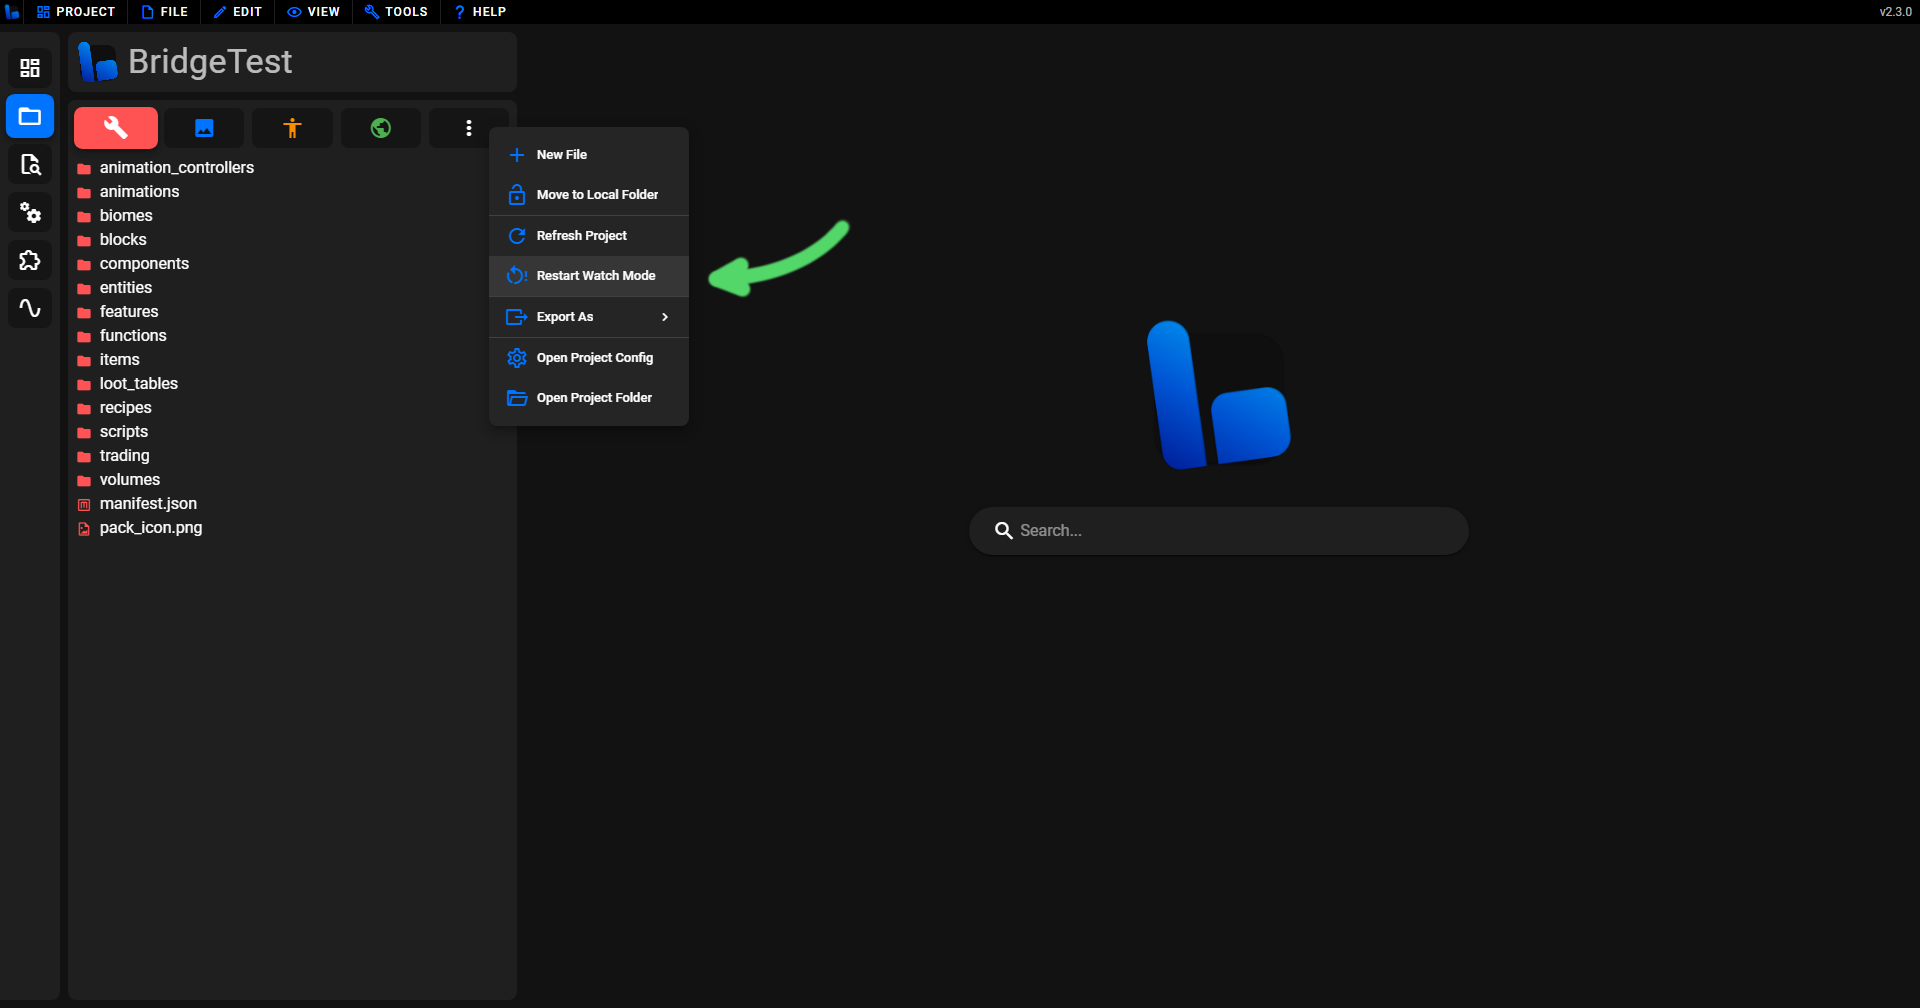 PROJECT FILE EDIT VIEW TOOLS HELP v2.3.0
BridgeTest
animation_controllers
animations
biomes
blocks
components
entities
features
functions
items
loot_tables
recipes
scripts
trading
volumes
manifest.json
pack_icon.png
New File
Move to Local Folder
Refresh Project
Restart Watch Mode
Export As
Open Project Config
Open Project Folder
Search...